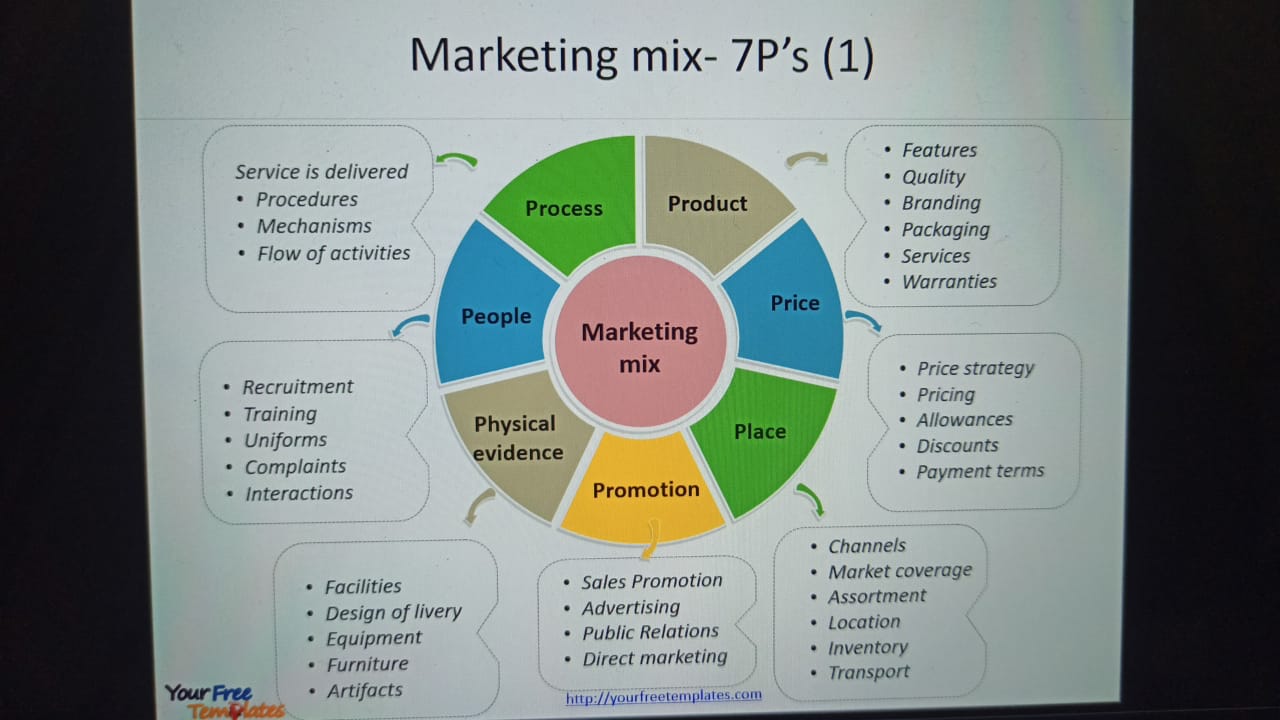 Marketing mix- 7P's (1)
Service is delivered
• Procedures
• Mechanisms
• Flow of activities
Process
Product
• Features
• Quality
• Branding
• Packaging
• Services
• Warranties
People
Marketing
mix
Price
• Recruitment
• Training
• Uniforms
• Complaints
• Interactions
Physical
evidence
Promotion
Place
• Price strategy
• Pricing
• Allowances
• Discounts
• Payment terms
• Facilities
• Design of livery
• Equipment
• Furniture
• Artifacts
• Sales Promotion
• Advertising
• Public Relations
• Direct marketing
• Channels
• Market coverage
• Assortment
• Location
• Inventory
• Transport
Your Free
Templates
http://yourfreetemplates.com